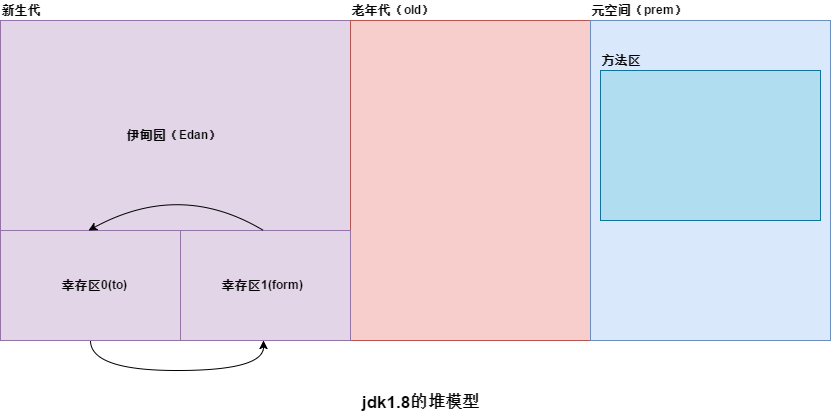 新生代
老年代（old）
元空间（prem）
方法区
伊甸园（Edan）
幸存区0(to)
幸存区1(form)
jdk1.8的堆模型